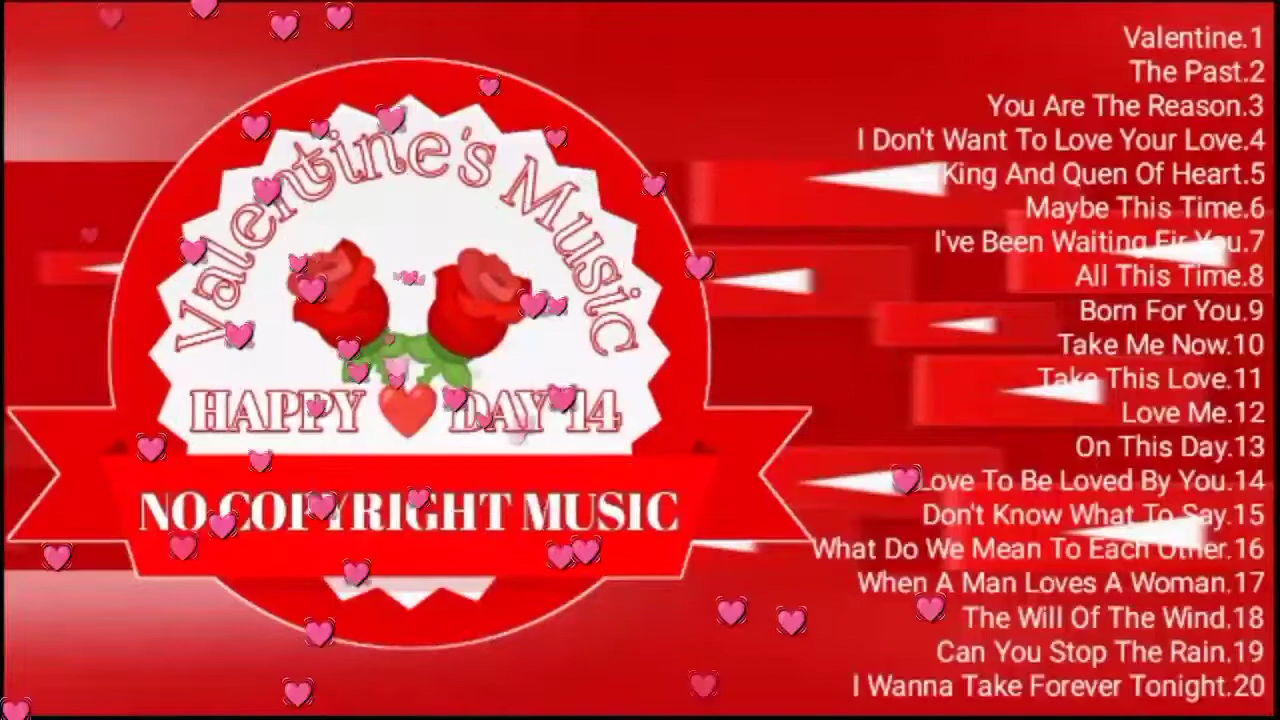 Valentine's Music
HAPPY ❤️ DAY 14
NO COPYRIGHT MUSIC
Valentine.1
The Past.2
You Are The Reason.3
I Don't Want To Love Your Love.4
King And Quen Of Heart.5
Maybe This Time.6
I've Been Waiting Fir You.7
All This Time.8
Born For You.9
Take Me Now.10
Take This Love.11
Love Me.12
On This Day.13
Love To Be Loved By You.14
Don't Know What To Say.15
What Do We Mean To Each Other.16
When A Man Loves A Woman.17
The Will Of The Wind.18
Can You Stop The Rain.19
I Wanna Take Forever Tonight.20